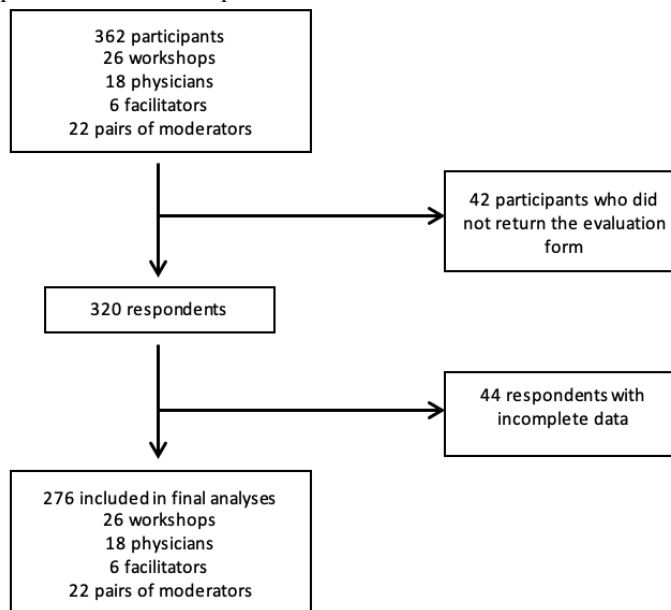 362 participants
26 workshops
18 physicians
6 facilitators
22 pairs of moderators
42 participants who did
not return the evaluation
form
320 respondents
44 respondents with
incomplete data
276 included in final analyses
26 workshops
18 physicians
6 facilitators
22 pairs of moderators